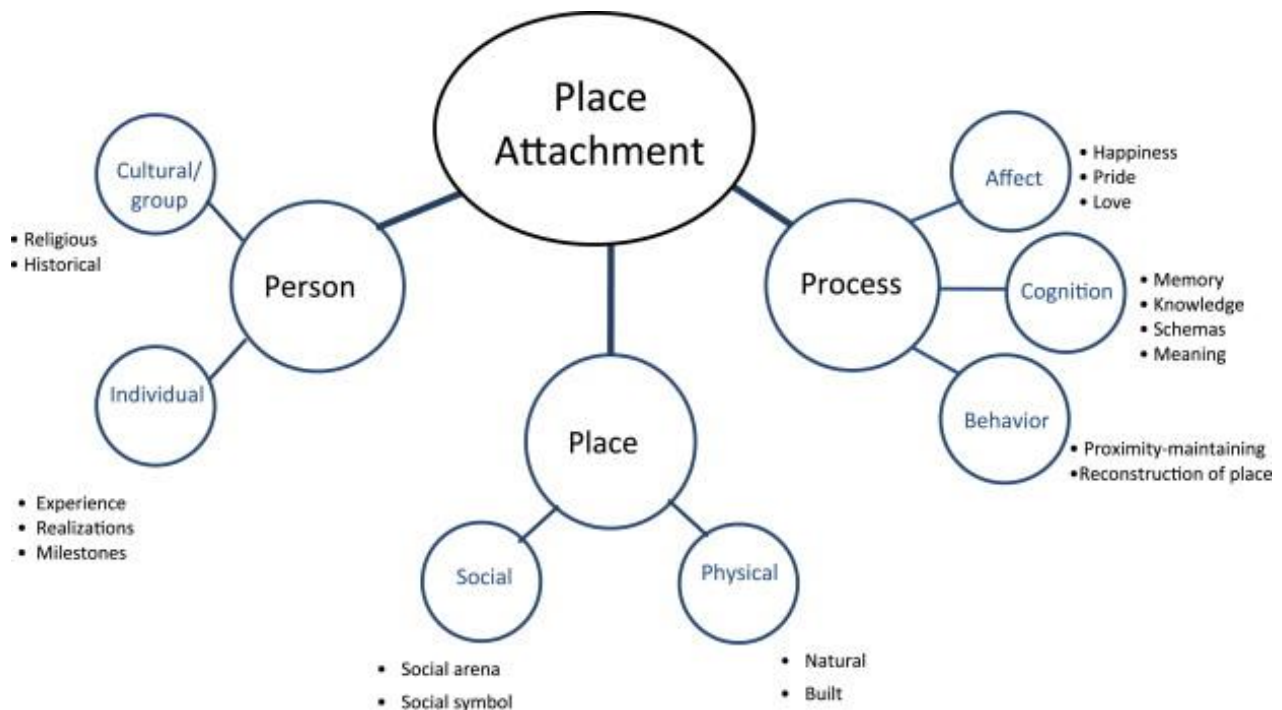 Place
Attachment
Cultural/
group
• Religious
• Historical
Person
Individual
• Experience
• Realizations
• Milestones
Place
Social
• Social arena
• Social symbol
Physical
• Natural
• Built
Process
Affect
• Happiness
• Pride
• Love
Cognition
• Memory
• Knowledge
• Schemas
• Meaning
Behavior
• Proximity-maintaining
•Reconstruction of place